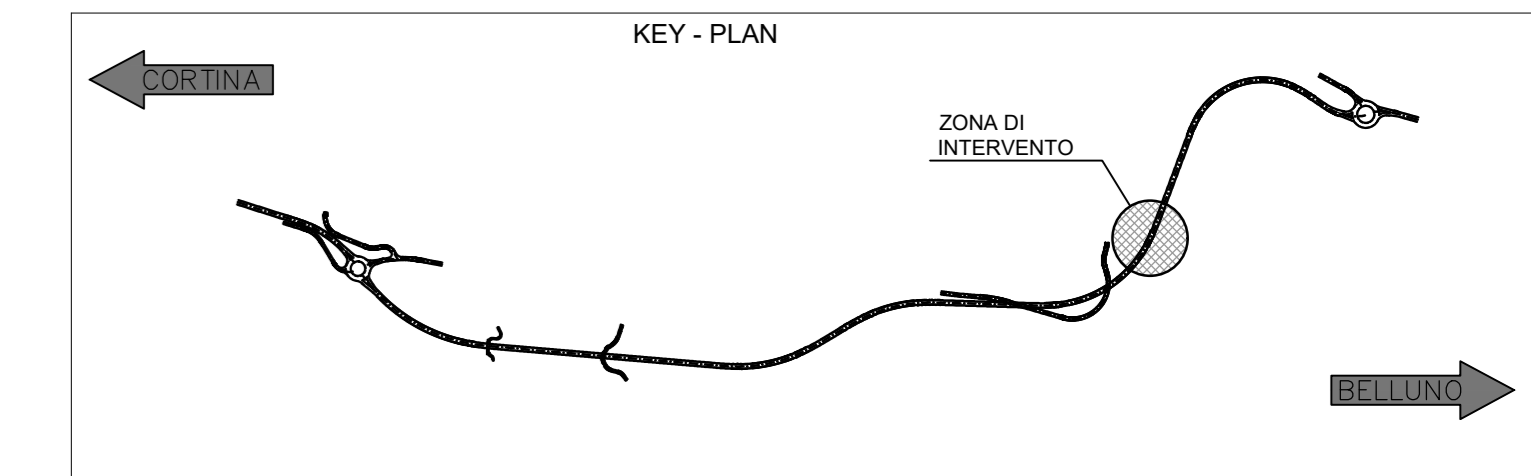 KEY - PLAN
CORTINA
ZONA DI
INTERVENTO
BELLUNO